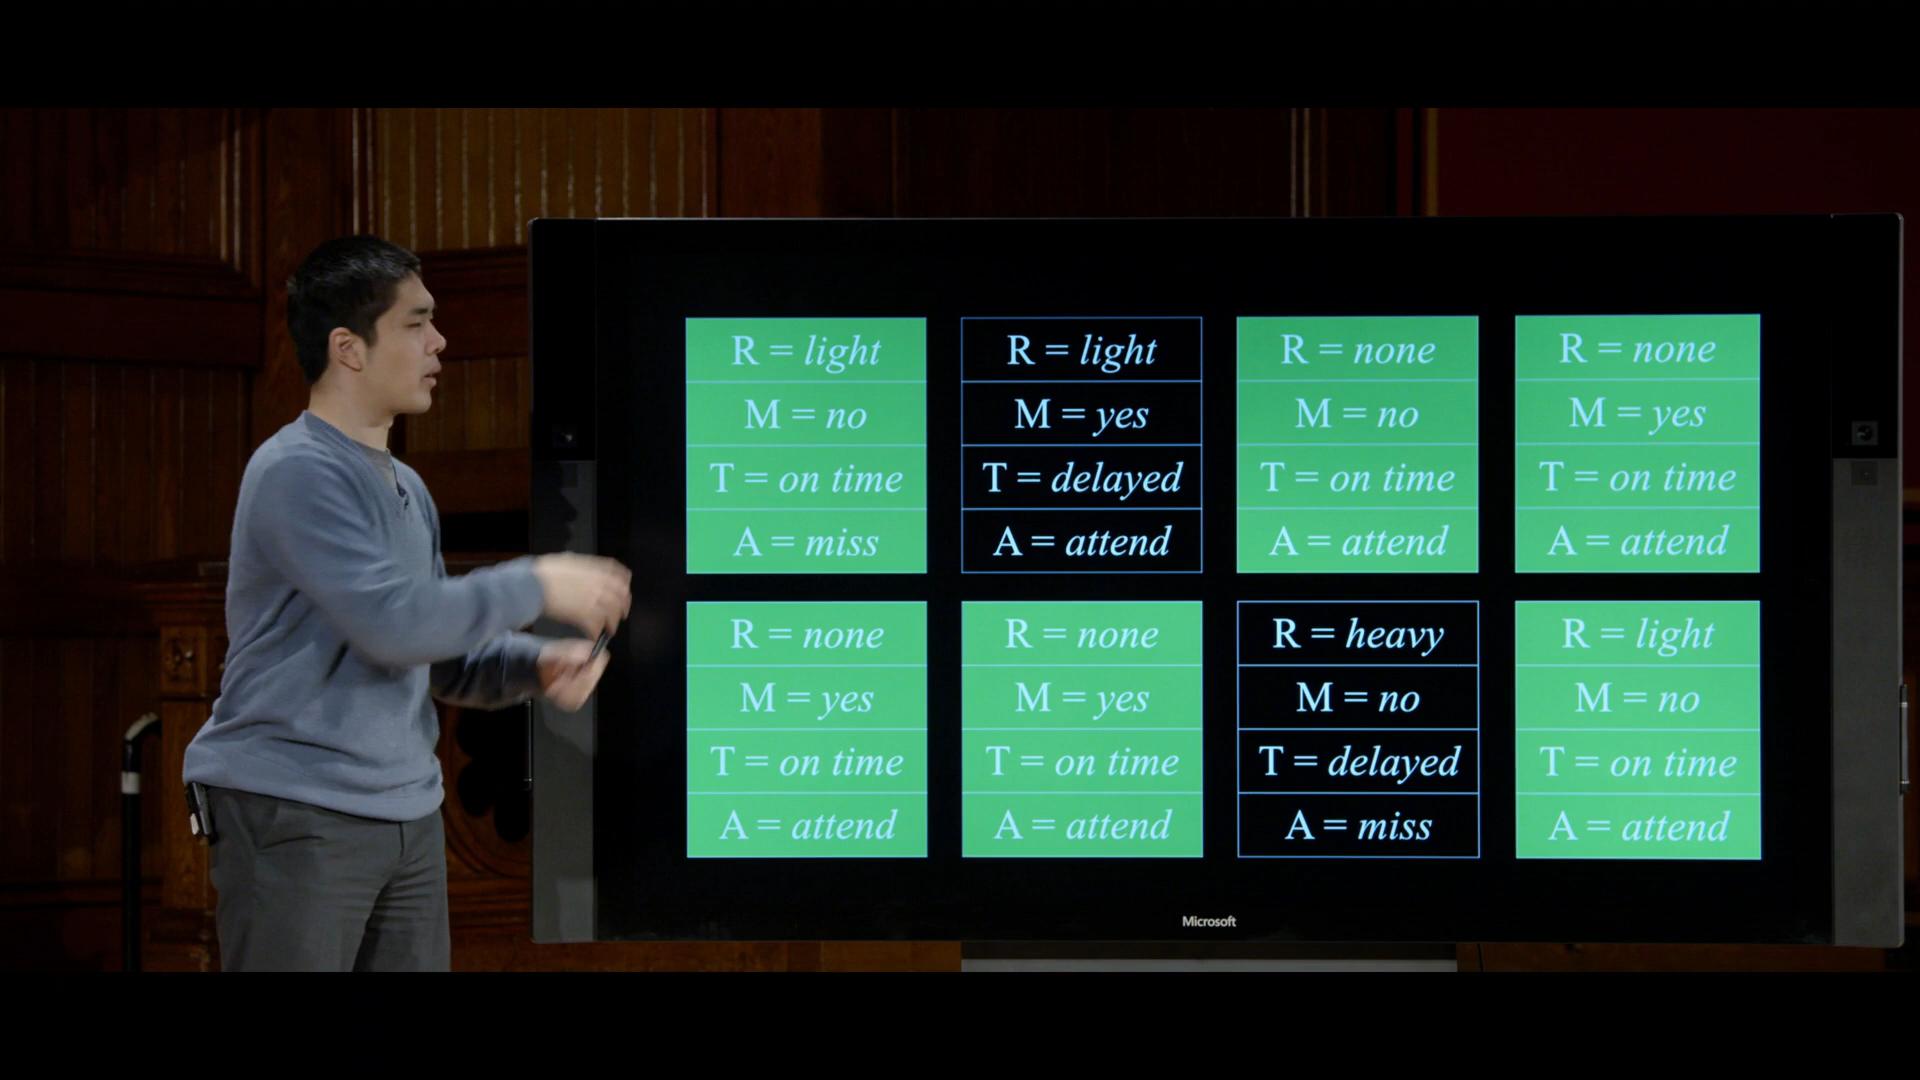 R = light
M = no
T = on time
A = miss
R = light
M = yes
T = delayed
A = attend
R = none
M = no
T = on time
A = attend
R = none
M = yes
T = on time
A = attend
R = none
M = yes
T = on time
A = attend
R = none
M = yes
T = on time
A = attend
R = heavy
M = no
T = delayed
A = miss
R = light
M = no
T = on time
A = attend
Microsoft